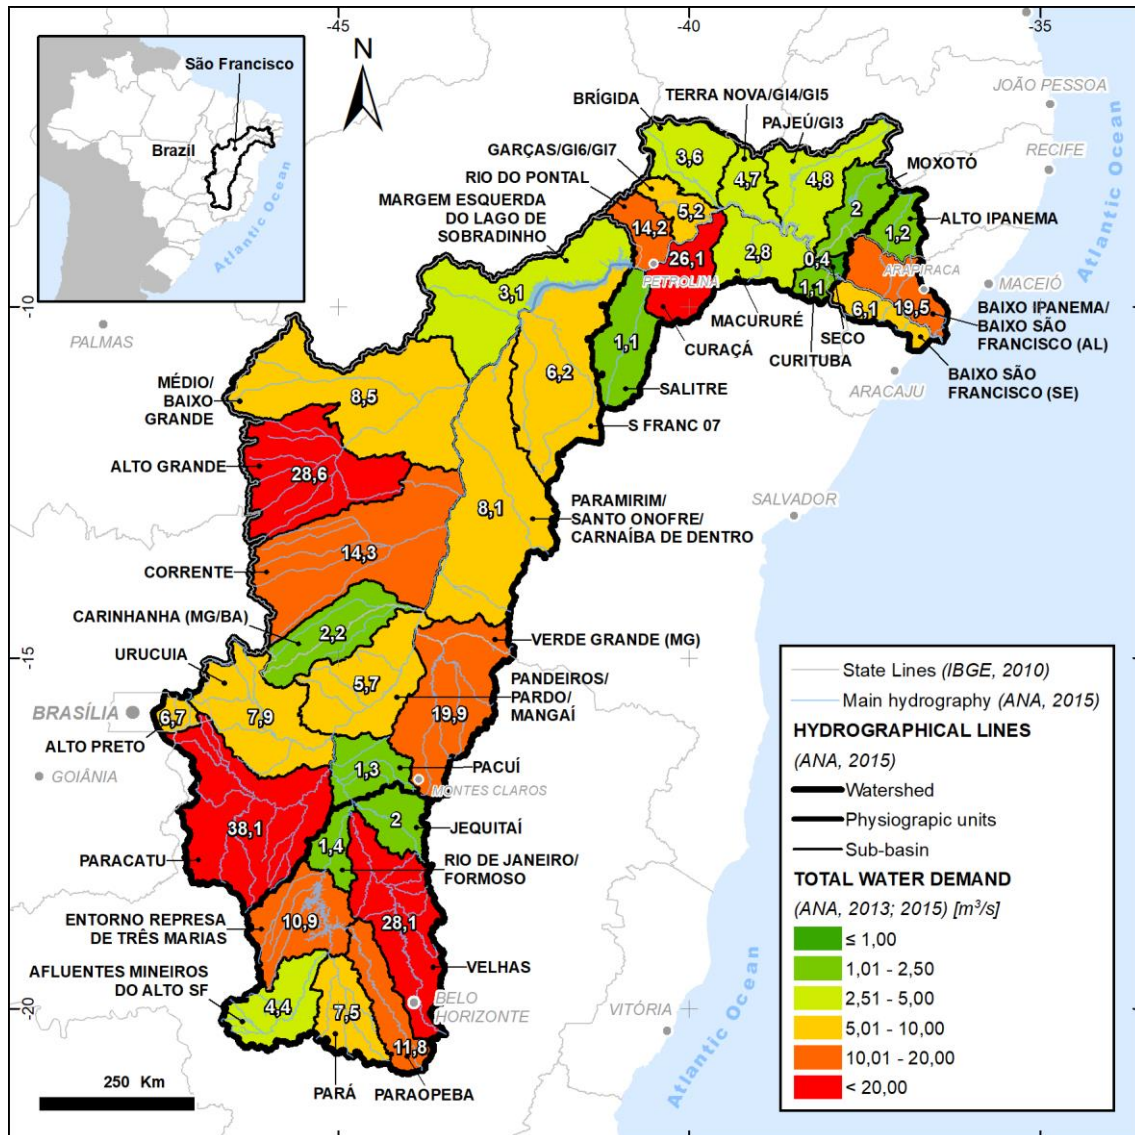 -45
-40
-35
São Francisco
Brazil
Atlantic Ocean
N
BRÍGIDA
TERRA NOVA/GI4/GI5
PAJEÚ/GI3
GARÇAS/GI6/GI7
RIO DO PONTAL
MARGEM ESQUERDA
DO LAGO DE
SOBRADINHO
MOXOTÓ
ALTO IPANEMA
JOÃO PESSOA
RECIFE
Atlantic Ocean
3,6
4,7
4,8
2
1,2
5,2
14,2
26,1
2,8
0,4
1,1
6,1
19,5
3,1
1,1
6,2
PETROLINA
ARAPIRACA
MACEIÓ
-10
PALMAS
MACURURÉ
CURAÇÁ
SECO
CURITUBA
BAIXO IPANEMA/
BAIXO SÃO
FRANCISCO (AL)
BAIXO SÃO
FRANCISCO (SE)
ARACAJU
SALITRE
S FRANC 07
MÉDIO/
BAIXO
GRANDE
8,5
ALTO GRANDE
28,6
8,1
PARAMIRIM/
SANTO ONOFRE/
CARNAÍBA DE DENTRO
SALVADOR
CORRENTE
14,3
CARINHANHA (MG/BA)
2,2
VERDE GRANDE (MG)
-15
URUCUIA
5,7
PANDEIROS/
PARDO/
MANGAÍ
BRASÍLIA
6,7
7,9
19,9
ALTO PRETO
GOIÂNIA
1,3
PACUÍ
MONTES CLAROS
38,1
2
JEQUITAÍ
1,4
PARACATU
RIO DE JANEIRO/
FORMOSO
ENTORNO REPRESA
DE TRÊS MARIAS
10,9
28,1
VELHAS
AFLUENTES MINEIROS
DO ALTO SF
4,4
7,5
BELO
HORIZONTE
-20
11,8
PARÁ
PARAOPEBA
VITÓRIA
Atlantic Ocean
250 Km
State Lines (IBGE, 2010)
Main hydrography (ANA, 2015)
HYDROGRAPHICAL LINES
(ANA, 2015)
Watershed
Physiograpic units
Sub-basin
TOTAL WATER DEMAND
(ANA, 2013; 2015) [m³/s]
≤ 1,00
1,01 - 2,50
2,51 - 5,00
5,01 - 10,00
10,01 - 20,00
< 20,00